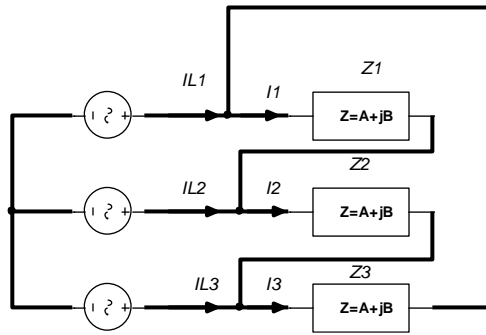 Z1
IL1 I1
Z=A+jB
Z2
IL2 I2
Z=A+jB
Z3
IL3 I3
Z=A+jB